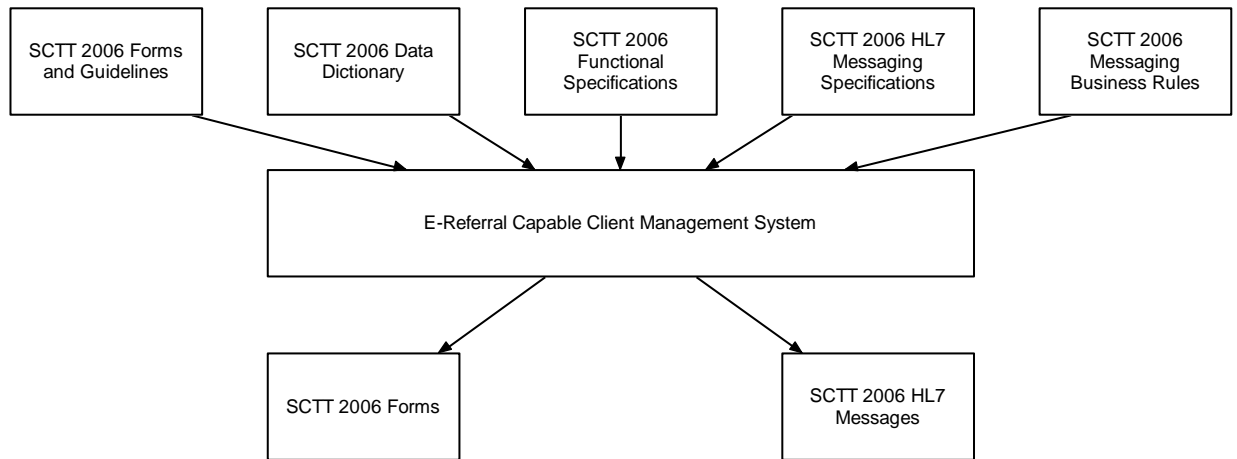 SCTT 2006 Forms
and Guidelines
SCTT 2006 Data
Dictionary
SCTT 2006
Functional
Specifications
SCTT 2006 HL7
Messaging
Specifications
SCTT 2006
Messaging
Business Rules
E-Referral Capable Client Management System
SCTT 2006 Forms
SCTT 2006 HL7
Messages